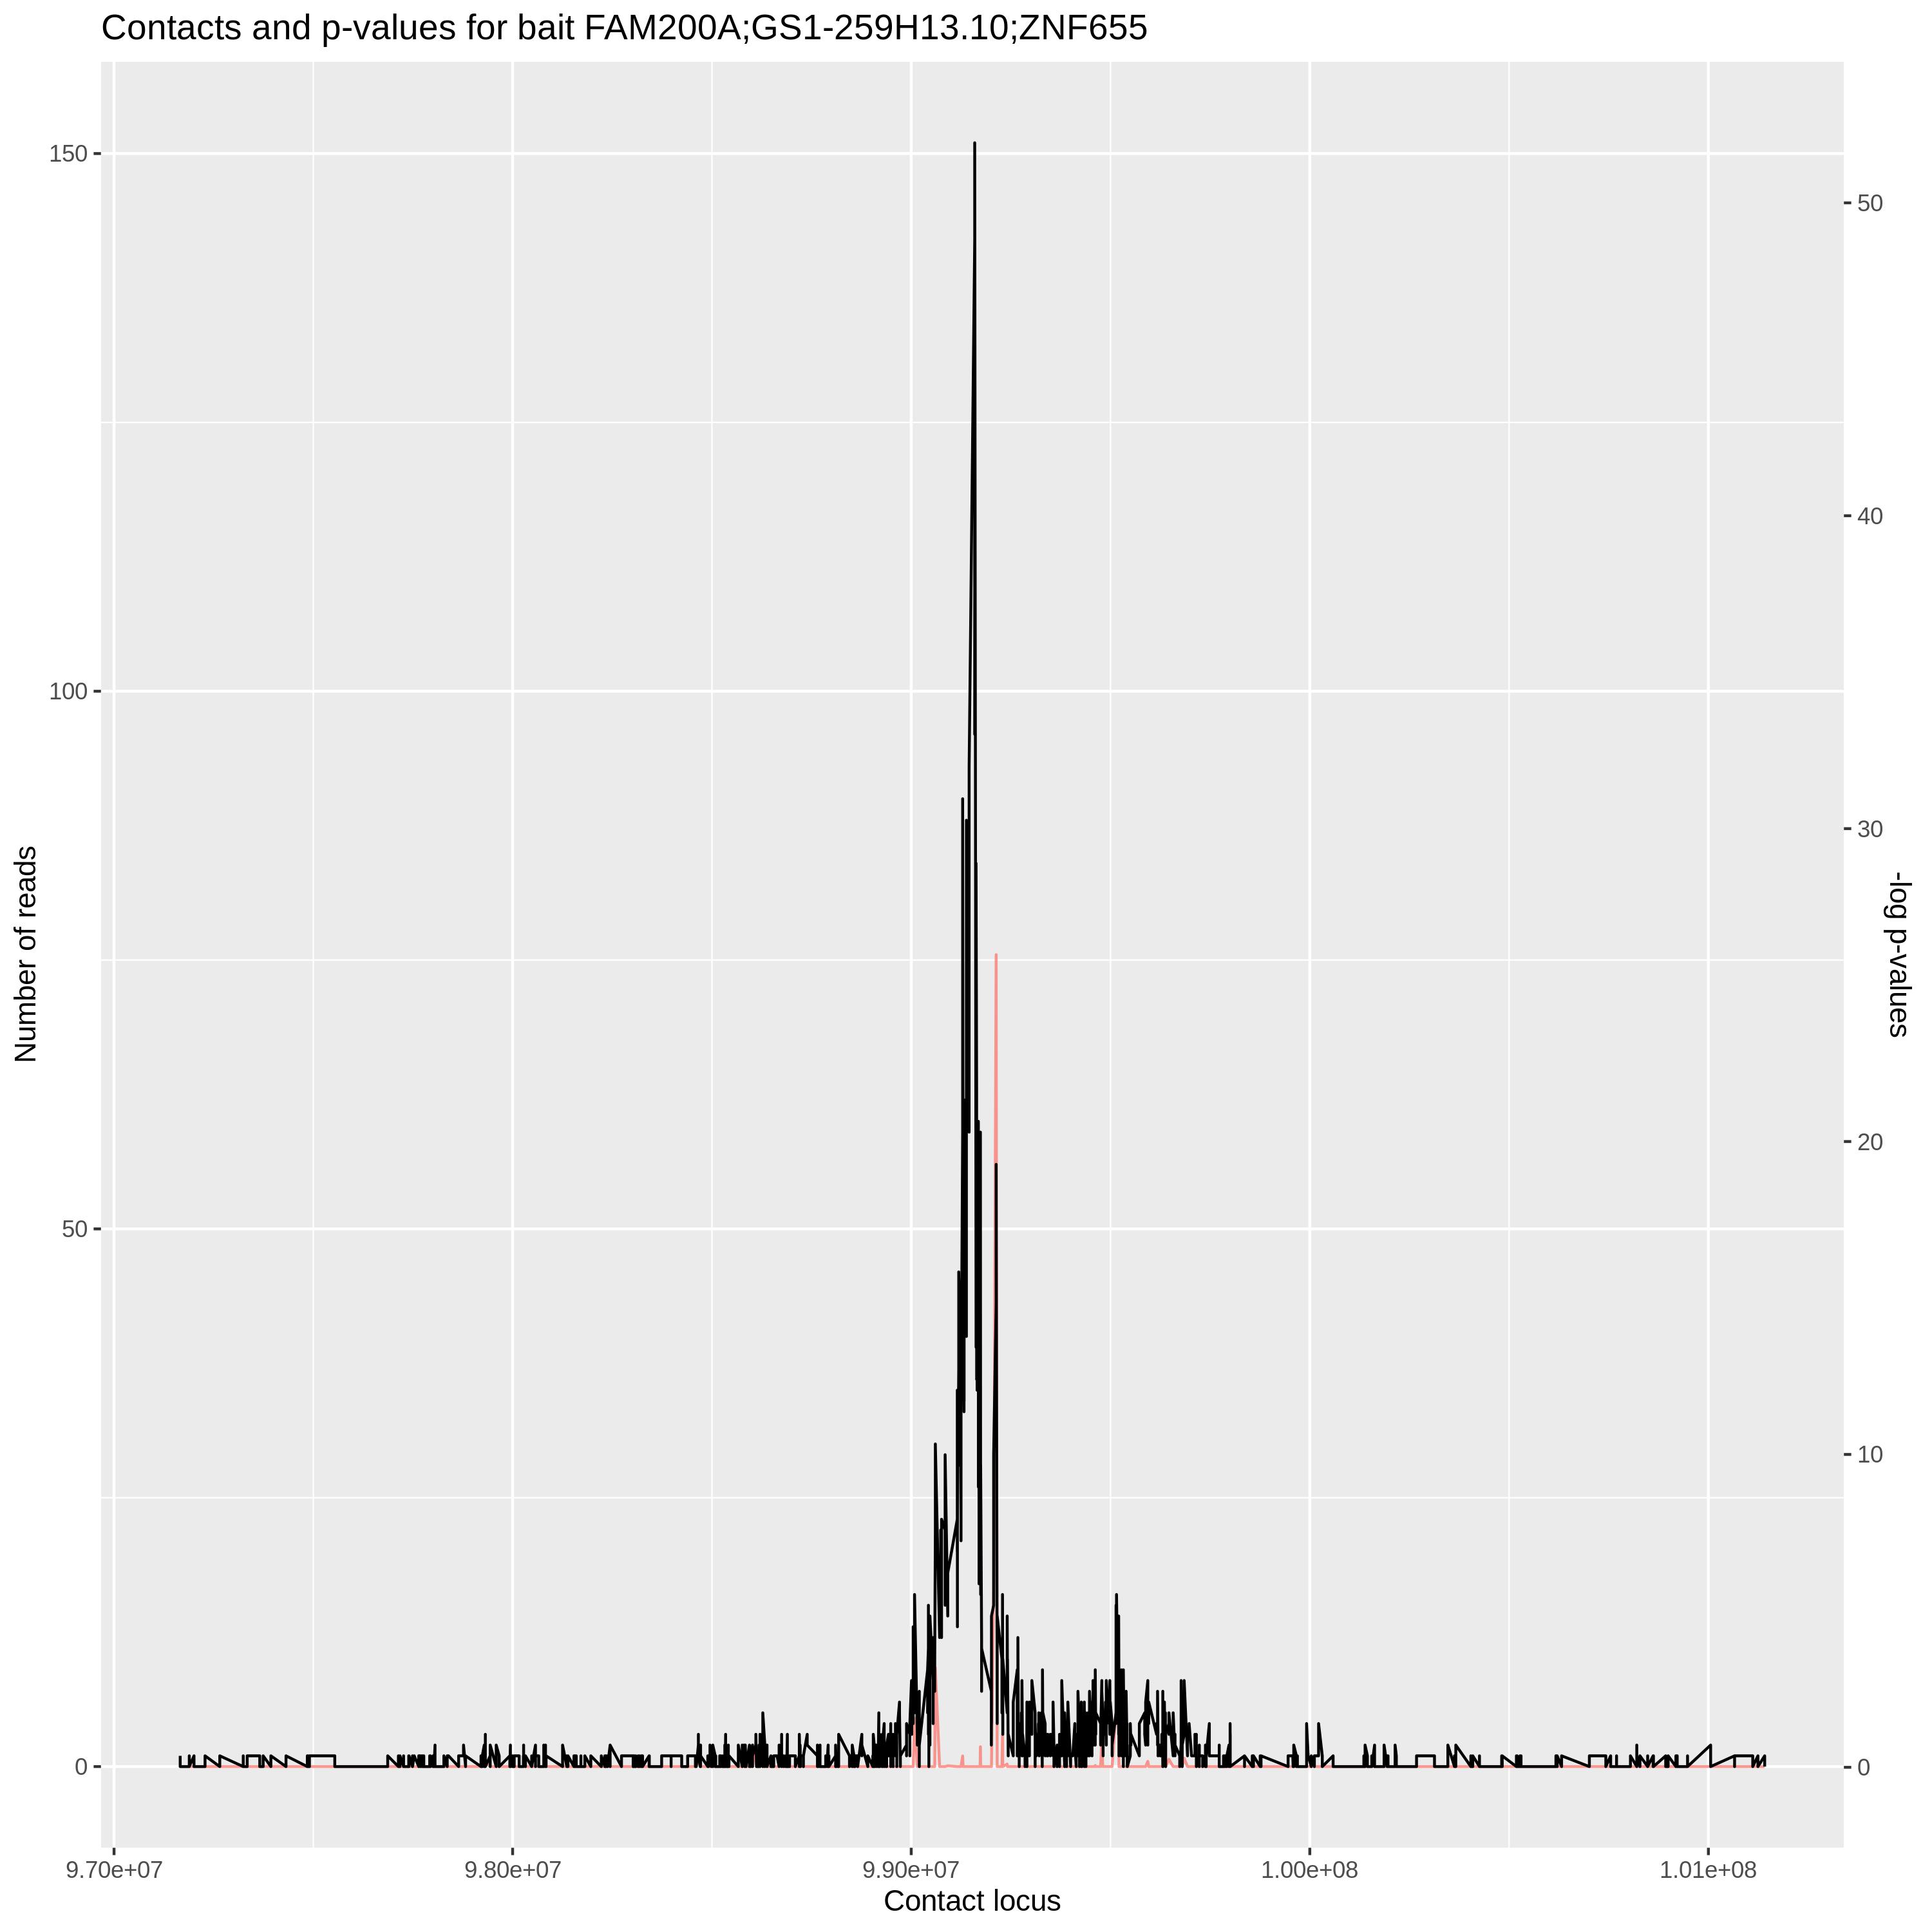 Contacts and p-values for bait FAM200A;GS1-259H13.10;ZNF655
150
100
50
0
Number of reads
50
40
30
20
10
0
-log p-values
9.70e+07
9.80e+07
9.90e+07
1.00e+08
1.01e+08
Contact locus